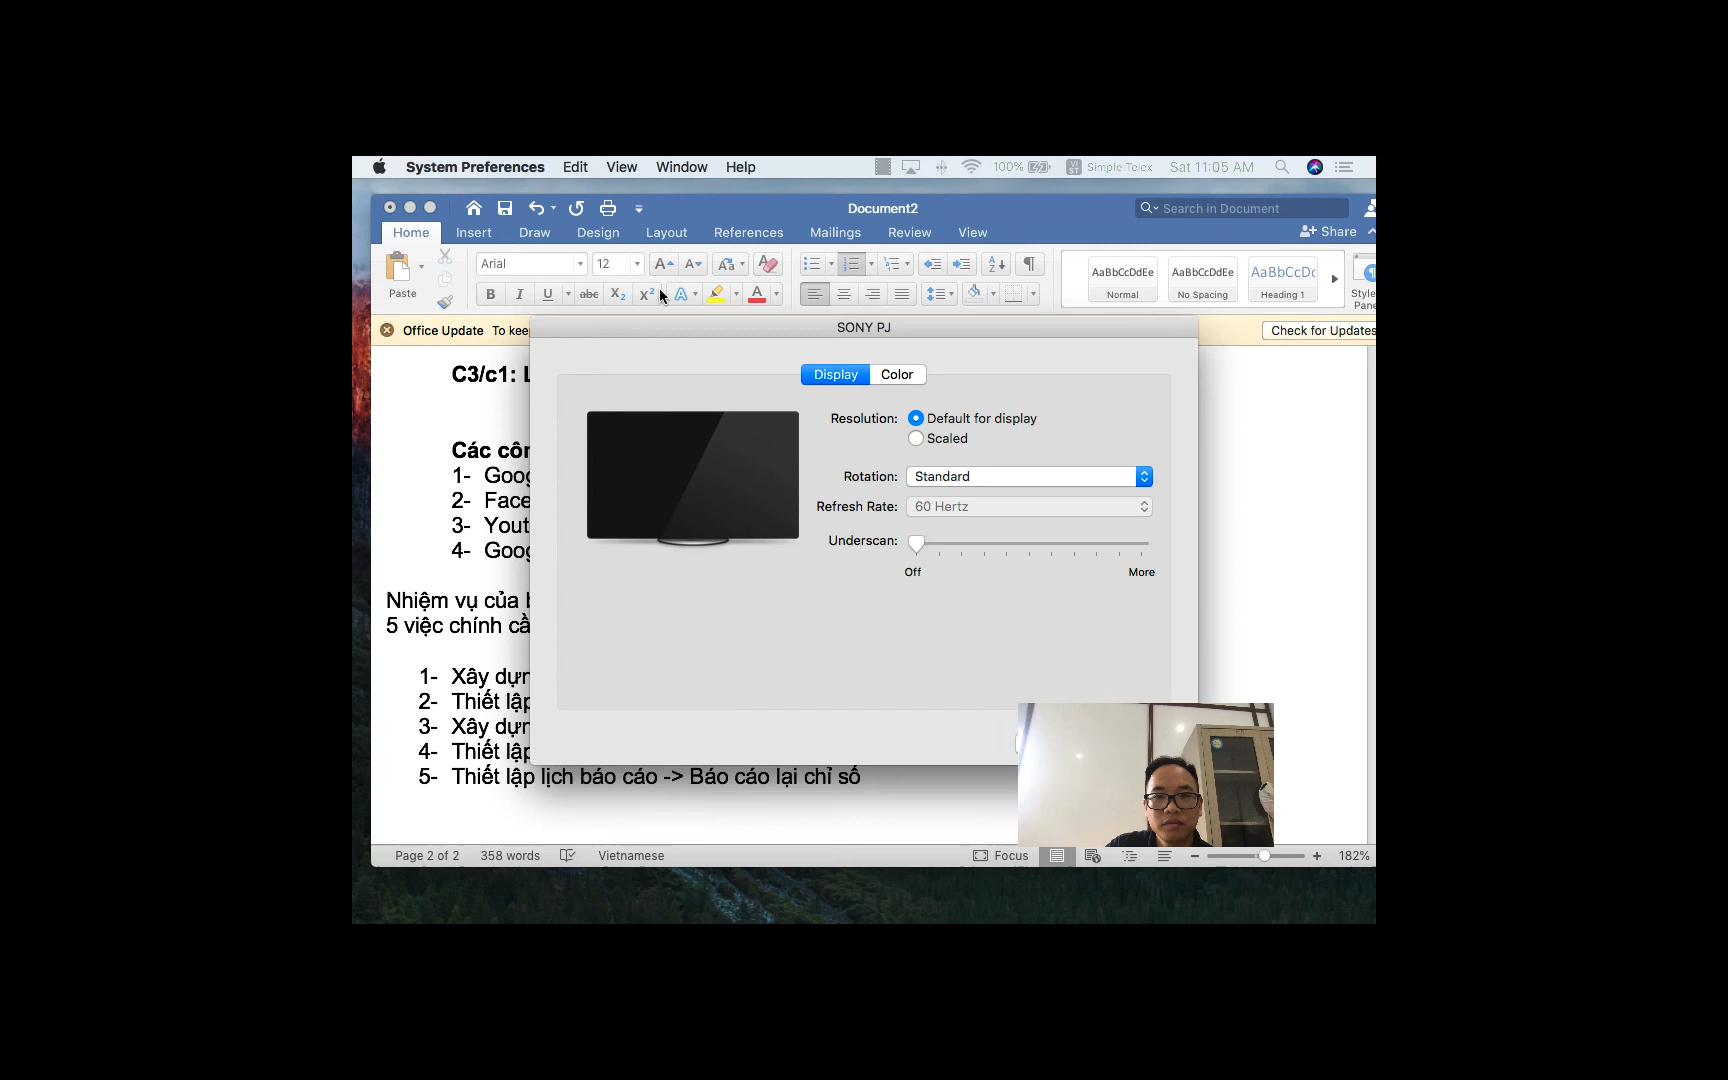 System Preferences Edit View Window Help 100% Simple Telex Sat 11:05 AM
Document2
Search in Document
Home Insert Draw Design Layout References Mailings Review View Share
Paste
Arial 12
AaBbCcDdEe AaBbCcDdEe AaBbCcDc
Normal No Spacing Heading 1
Styles
Pane
Office Update To keep Check for Updates
SONY PJ
Display Color
Resolution: Default for display
Scaled
Rotation: Standard
Refresh Rate: 60 Hertz
Underscan:
Off More
C3/c1: L
Các côn
1- Goog
2- Face
3- Yout
4- Goog
Nhiệm vụ của b
5 việc chính cầ
1- Xây dựn
2- Thiết lập
3- Xây dựn
4- Thiết lập
5- Thiết lập lịch báo cáo -> Báo cáo lại chỉ số
Page 2 of 2 358 words Vietnamese Focus 182%